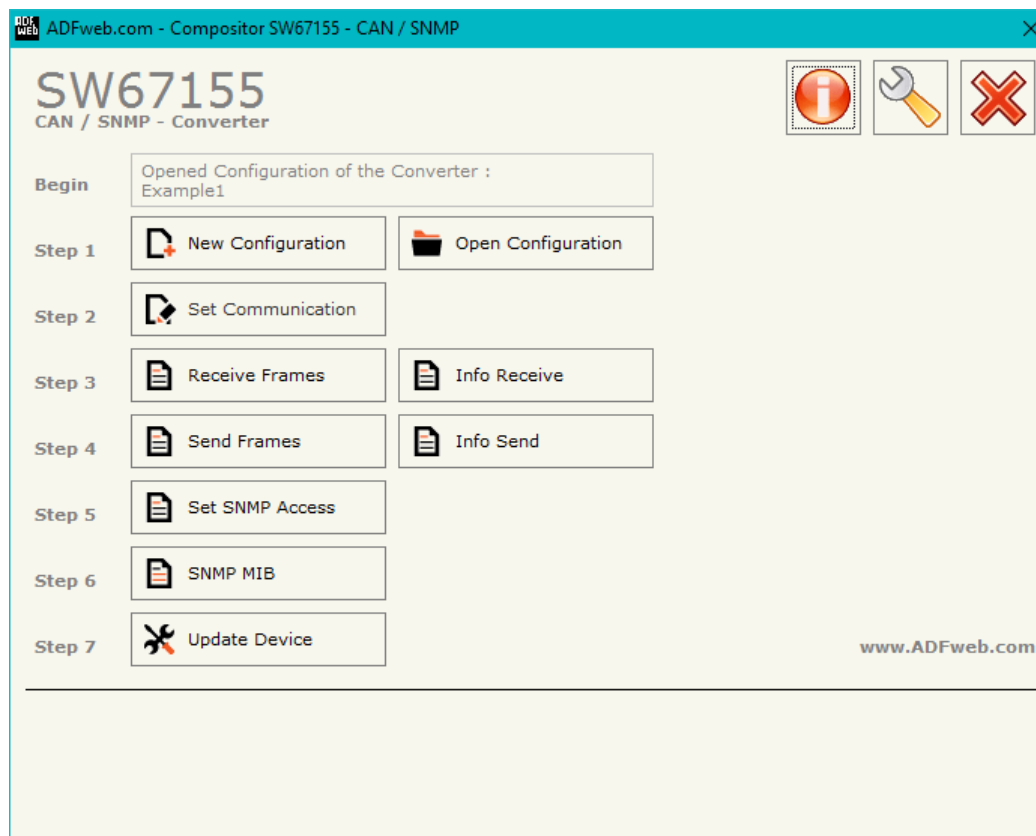 ADF WEB ADFweb.com - Compositor SW67155 - CAN / SNMP
SW67155
CAN / SNMP - Converter
Begin
Opened Configuration of the Converter :
Example1
Step 1
New Configuration
Open Configuration
Step 2
Set Communication
Step 3
Receive Frames
Info Receive
Step 4
Send Frames
Info Send
Step 5
Set SNMP Access
Step 6
SNMP MIB
Step 7
Update Device
www.ADFweb.com